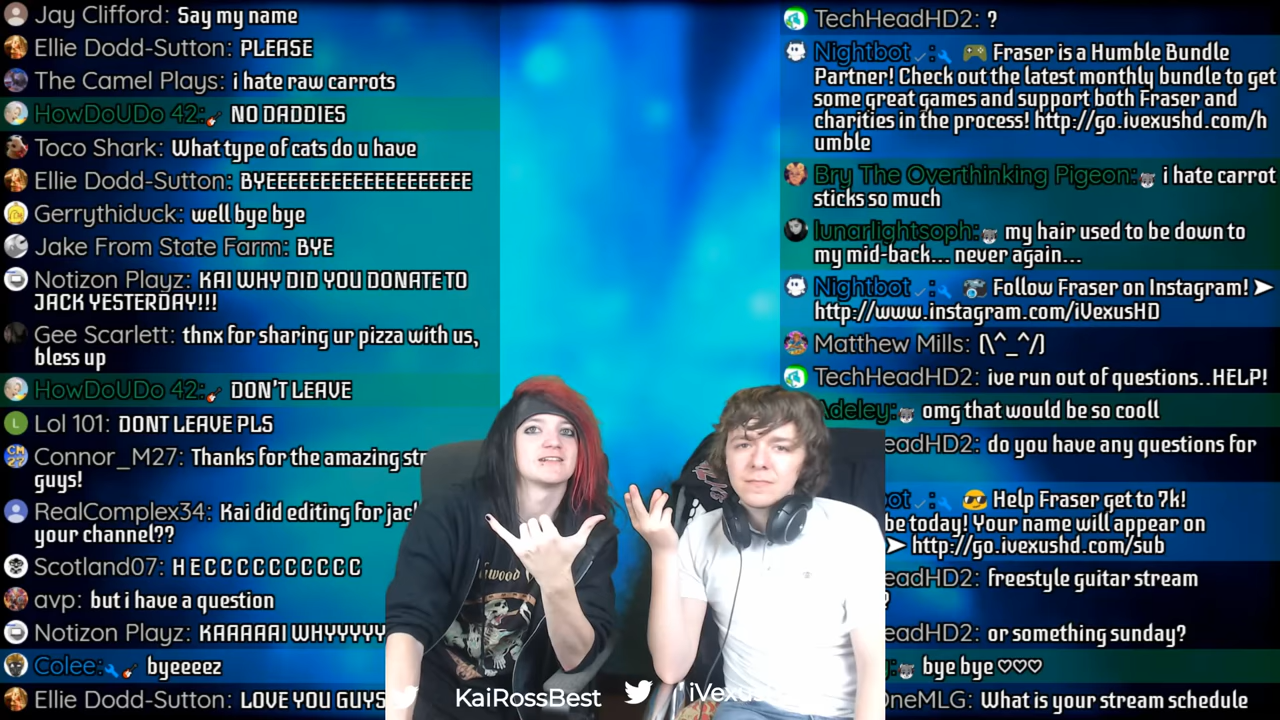 Jay Clifford: Say my name
Ellie Dodd-Sutton: PLEASE
The Camel Plays: i hate raw carrots
HowDoUDo 42: NO DADDIES
Toco Shark: What type of cats do u have
Ellie Dodd-Sutton: BYEEEEEEEEEEEEEEEEEEE
Gerrythiduck: well bye bye
Jake From State Farm: BYE
Notizon Playz: KAI WHY DID YOU DONATE TO
JACK YESTERDAY!!!
Gee Scarlett: thnx for sharing ur pizza with us,
bless up
HowDoUDo 42: DON'T LEAVE
L
Lol 101: DONT LEAVE PLS
Connor_M27: Thanks for the amazing str
guys!
RealComplex34: Kai did editing for jac
your channel??
Scotland07: H E C C C C C C C C C C
avp: but i have a question
Notizon Playz: KAAAAAI WHYYYYY
Colee: byeeeez
Ellie Dodd-Sutton: LOVE YOU GUYS
TechHeadHD2: ?
Nightbot : Fraser is a Humble Bundle
Partner! Check out the latest monthly bundle to get
some great games and support both Fraser and
charities in the process! http://go.ivexushd.com/h
umble
Bry The Overthinking Pigeon: i hate carrot
sticks so much
lunarlightsoph: my hair used to be down to
my mid-back... never again...
Nightbot : Follow Fraser on Instagram! ➤
http://www.instagram.com/iVexusHD
Matthew Mills: (\^_^/)
TechHeadHD2: ive run out of questions..HELP!
Adeley: omg that would be so cooll
eadHD2: do you have any questions for
bot : Help Fraser get to 7k!
be today! Your name will appear on
➤ http://go.ivexushd.com/sub
eadHD2: freestyle guitar stream
?
eadHD2: or something sunday?
: bye bye ♡♡♡
OneMLG: What is your stream schedule
KaiRossBest
iVexus